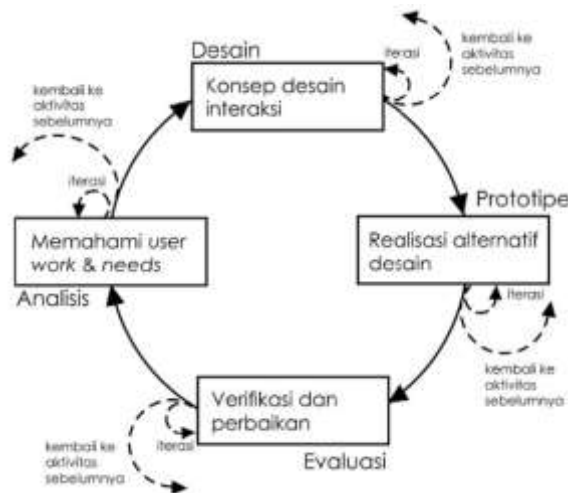 Desain
Konsep desain
interaksi
iterasi
kembali ke
aktivitas
sebelumnya
kembali ke
aktivitas
sebelumnya
iterasi
Memahami user
work & needs
Analisis
Prototipe
Realisasi alternatif
desain
iterasi
kembali ke
aktivitas
sebelumnya
Verifikasi dan
perbaikan
Evaluasi
iterasi
kembali ke
aktivitas
sebelumnya